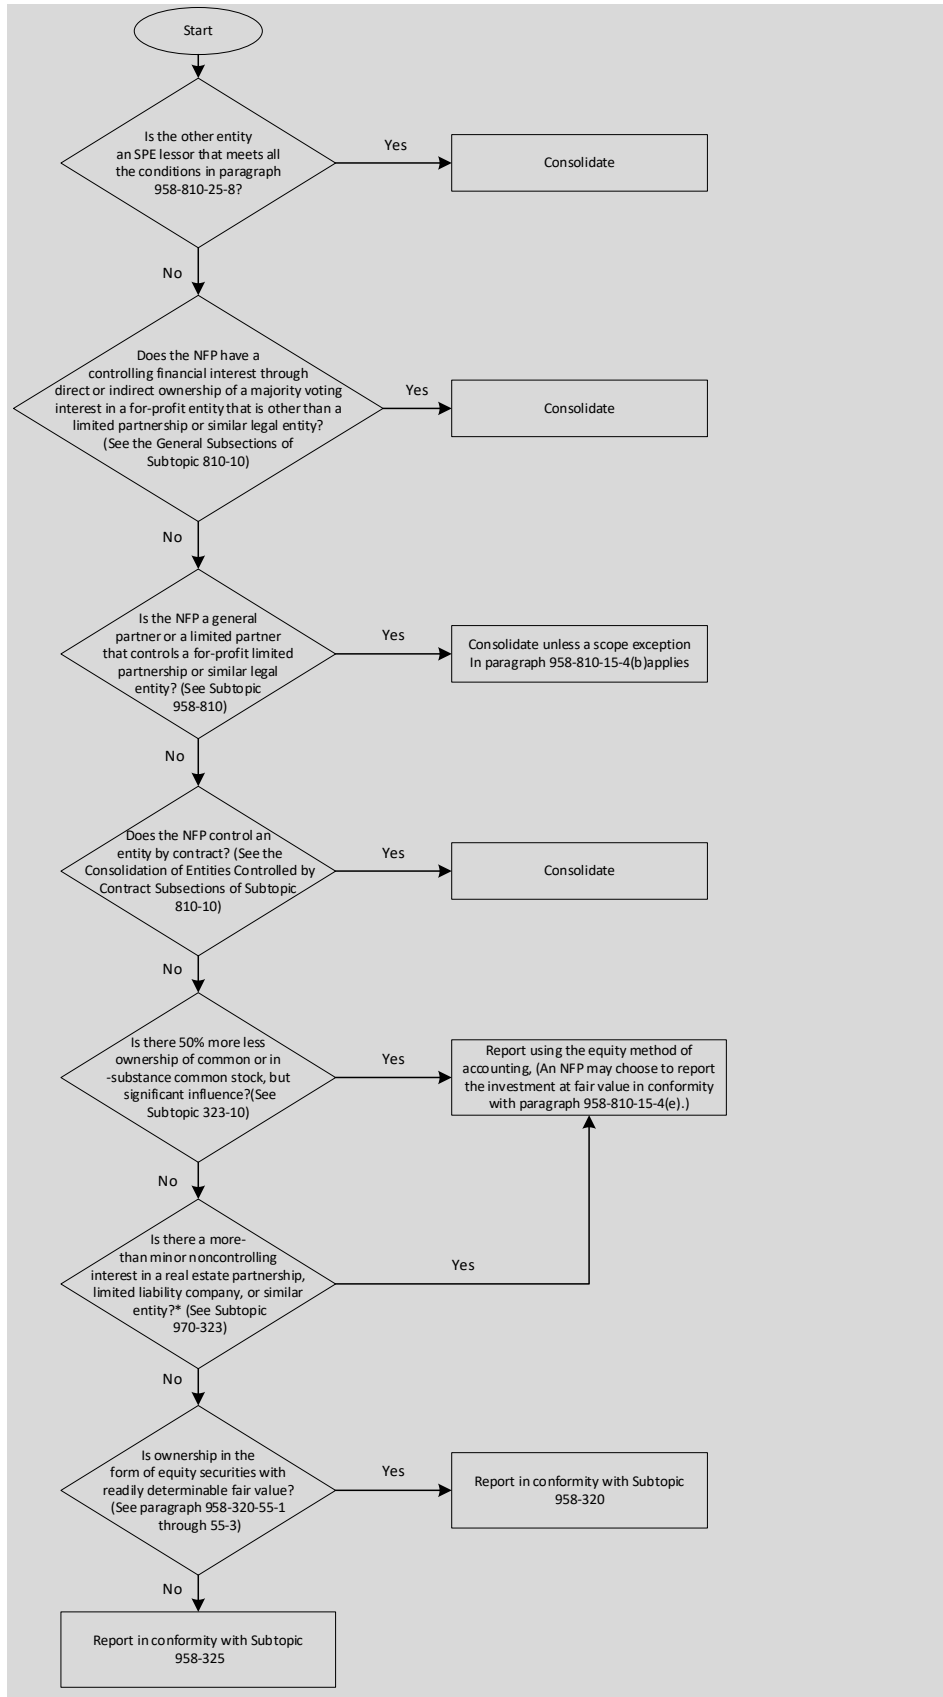 Start
Is the other entity
an SPE lessor that meets all
the conditions in paragraph
958-810-25-8?
Yes
Consolidate
No
Does the NFP have a
controlling financial interest through
direct or indirect ownership of a majority voting
interest in a for-profit entity that is other than a
limited partnership or similar legal entity?
(See the General Subsections of
Subtopic 810-10)
Yes
Consolidate
No
Is the NFP a general
partner or a limited partner
that controls a for-profit limited
partnership or similar legal
entity? (See Subtopic
958-810)
Yes
Consolidate unless a scope exception
In paragraph 958-810-15-4(b)applies
No
Does the NFP control an
entity by contract? (See the
Consolidation of Entities Controlled by
Contract Subsections of Subtopic
810-10)
Yes
Consolidate
No
Is there 50% more less
ownership of common or in
-substance common stock, but
significant influence?(See
Subtopic 323-10)
Yes
Report using the equity method of
accounting, (An NFP may choose to report
the investment at fair value in conformity
with paragraph 958-810-15-4(e).)
No
Is there a more-
than minor noncontrolling
interest in a real estate partnership,
limited liability company, or similar
entity?* (See Subtopic
970-323)
Yes
No
Is ownership in the
form of equity securities with
readily determinable fair value?
(See paragraph 958-320-55-1
through 55-3)
Yes
Report in conformity with Subtopic
958-320
No
Report in conformity with Subtopic
958-325